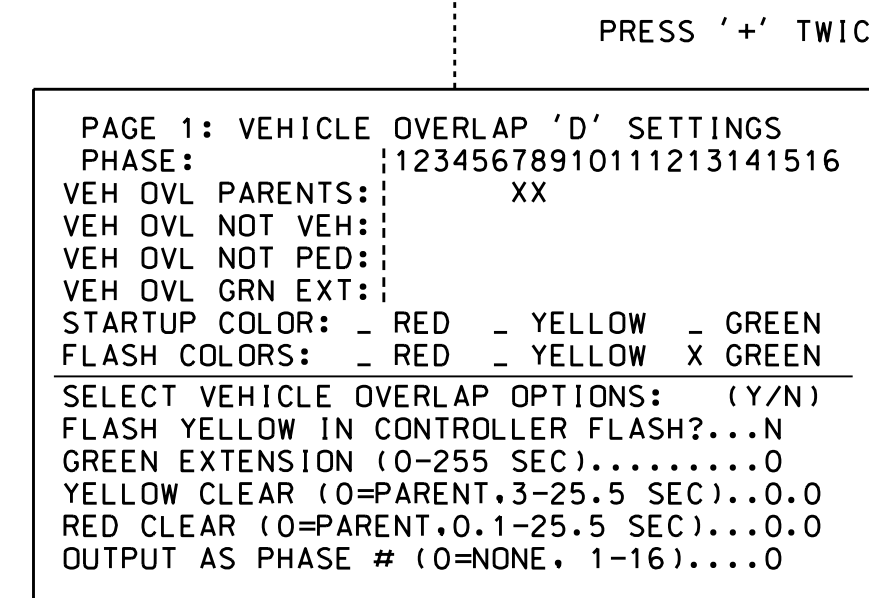 PRESS '+' TWIC
PAGE 1: VEHICLE OVERLAP 'D' SETTINGS
PHASE: ¦12345678910111213141516
VEH OVL PARENTS:¦ XX
VEH OVL NOT VEH:¦
VEH OVL NOT PED:¦
VEH OVL GRN EXT:¦
STARTUP COLOR: _ RED _ YELLOW _ GREEN
FLASH COLORS: _ RED _ YELLOW X GREEN
SELECT VEHICLE OVERLAP OPTIONS: (Y/N)
FLASH YELLOW IN CONTROLLER FLASH?...N
GREEN EXTENSION (0-255 SEC).........0
YELLOW CLEAR (0=PARENT,3-25.5 SEC)..0.0
RED CLEAR (0=PARENT,0.1-25.5 SEC)...0.0
OUTPUT AS PHASE # (0=NONE, 1-16)....0